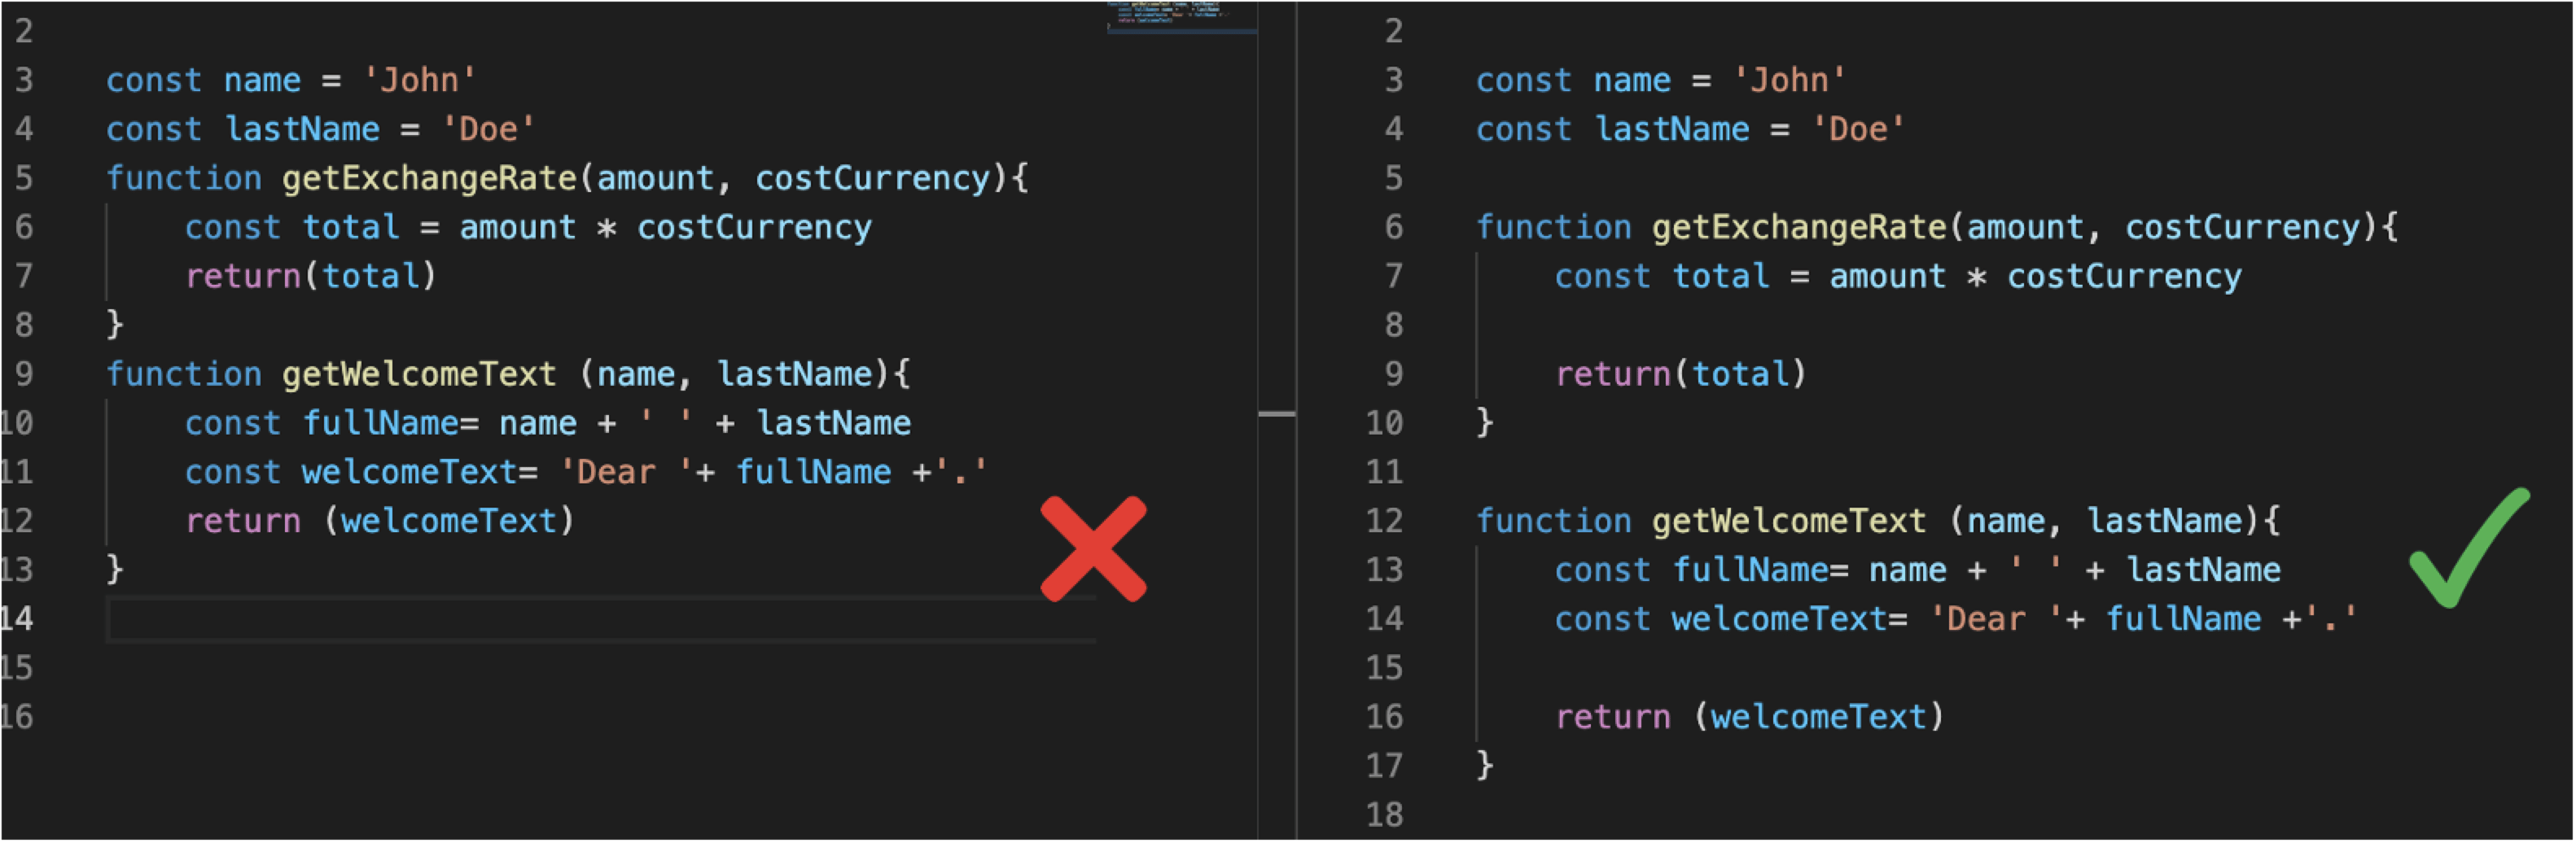 2
3 const name = 'John'
4 const lastName = 'Doe'
5 function getExchangeRate(amount, costCurrency){
6     const total = amount * costCurrency
7     return(total)
8 }
9 function getWelcomeText (name, lastName){
10     const fullName= name + ' ' + lastName
11     const welcomeText= 'Dear '+ fullName +'.'
12     return (welcomeText)
13 }
14
15
16
2
3 const name = 'John'
4 const lastName = 'Doe'
5
6 function getExchangeRate(amount, costCurrency){
7     const total = amount * costCurrency
8
9     return(total)
10 }
11
12 function getWelcomeText (name, lastName){
13     const fullName= name + ' ' + lastName
14     const welcomeText= 'Dear '+ fullName +'.'
15
16     return (welcomeText)
17 }
18